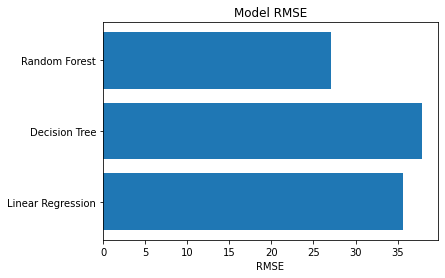 Model RMSE
Random Forest
Decision Tree
Linear Regression
0 5 10 15 20 25 30 35
RMSE